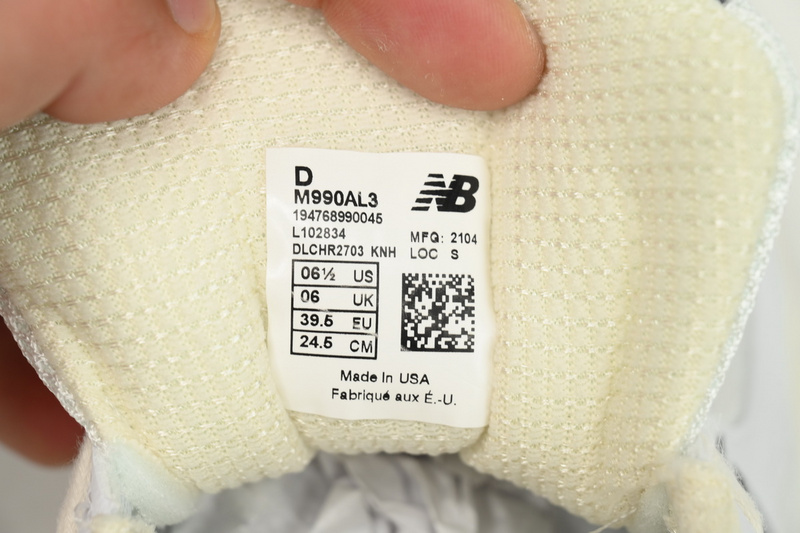 D
M990AL3
NB
194768990045
L102834
MFQ: 2104
DLCHR2703 KNH
LOC S
06½ US
06 UK
39.5 EU
24.5 CM
Made In USA
Fabriqué aux É.-U.